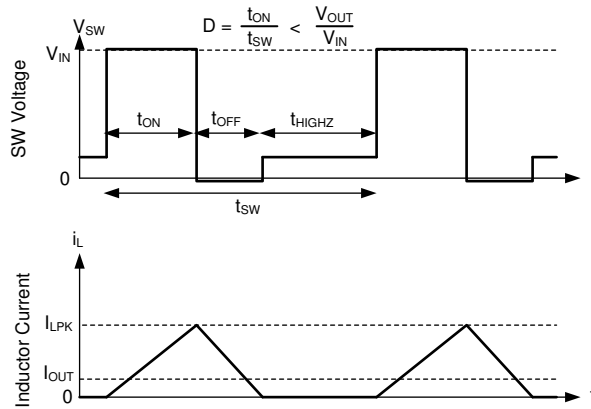 V_SW
D = t_ON / t_SW < V_OUT / V_IN
V_IN
SW Voltage
t_ON
t_OFF
t_HIGHZ
0
t_SW
i_L
Inductor Current
I_LPK
I_OUT
0